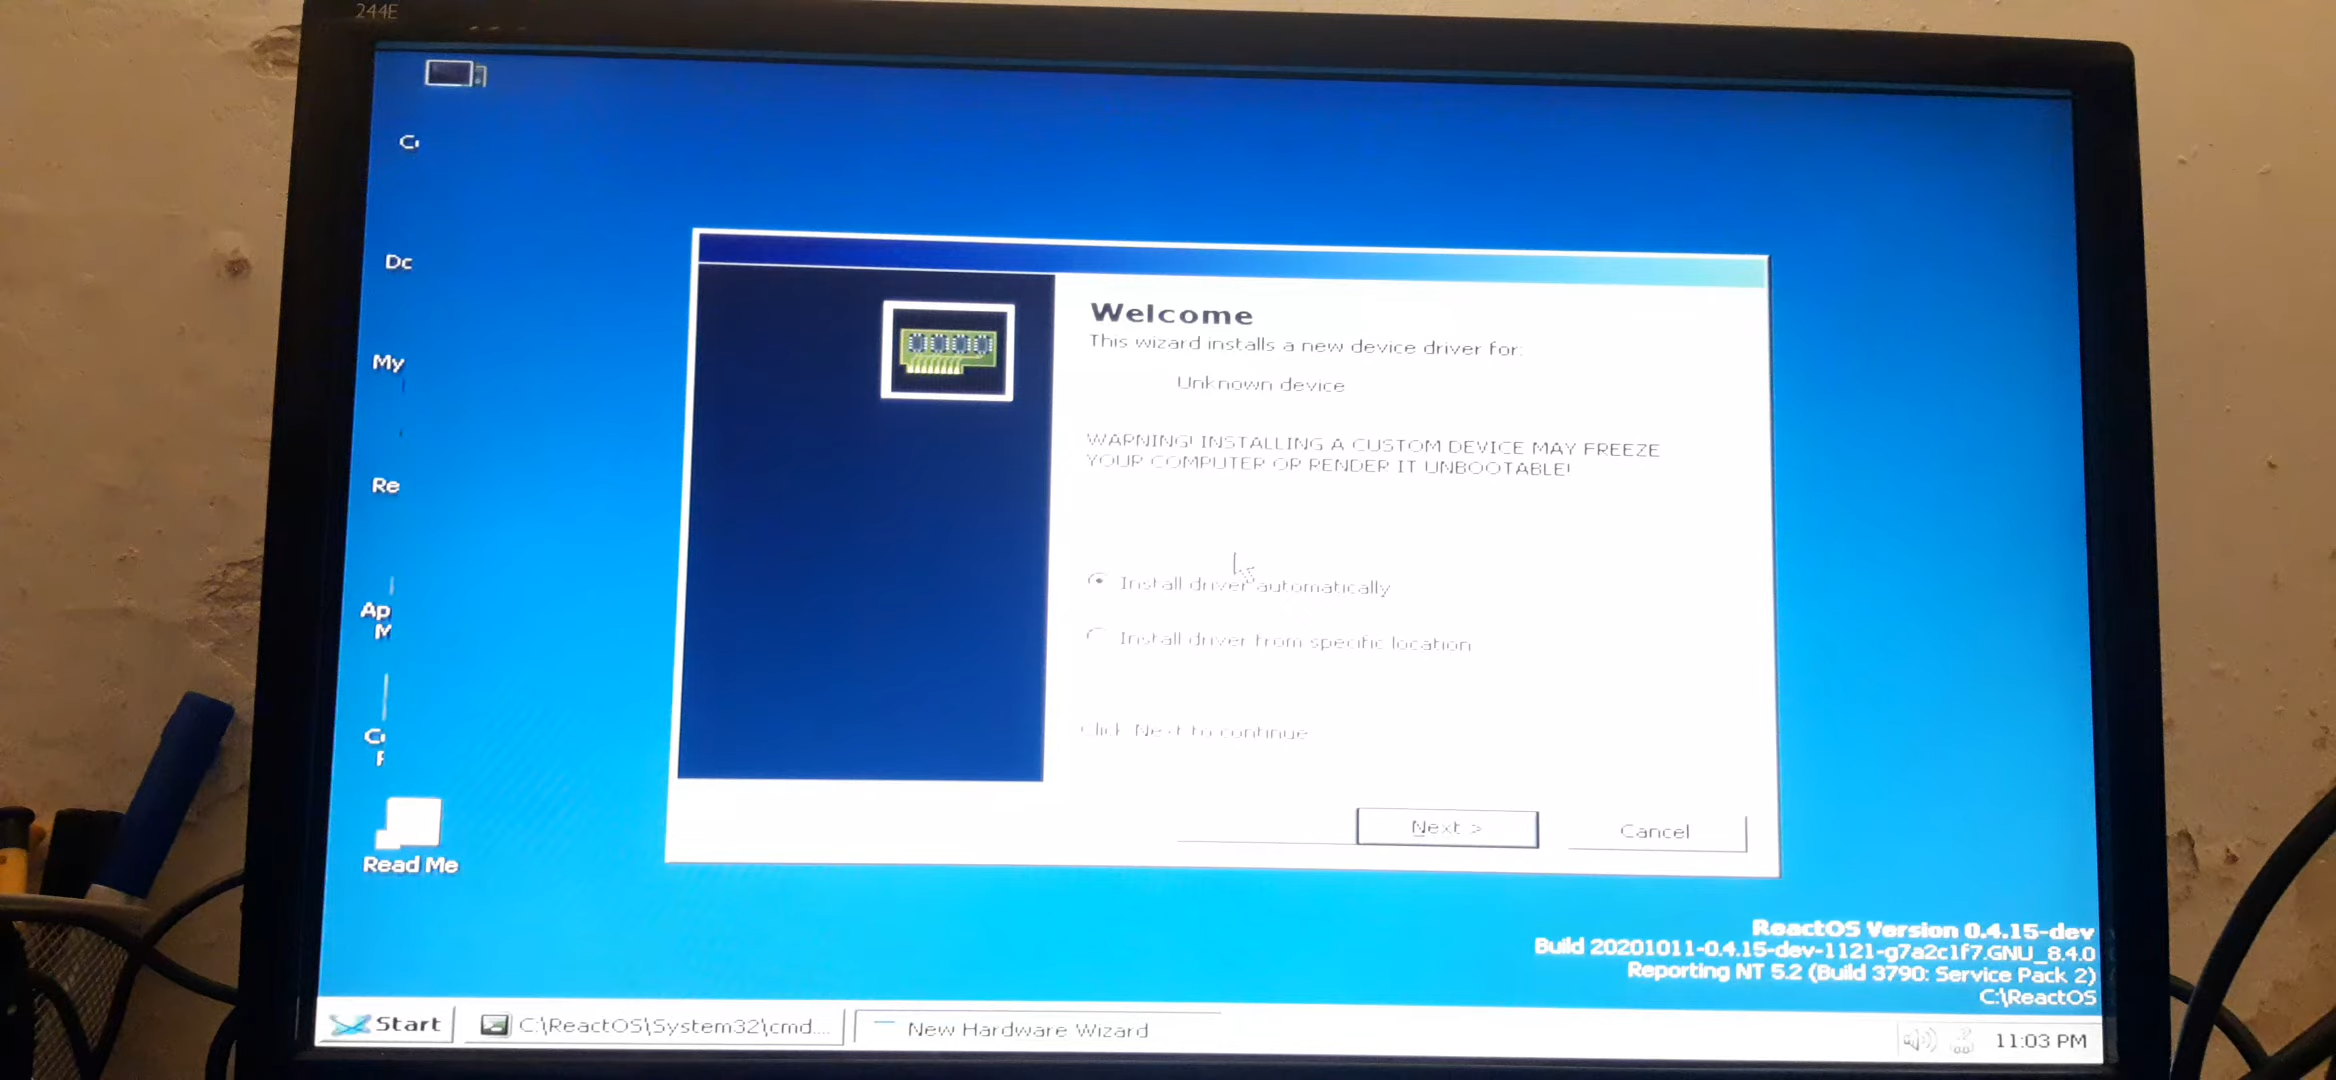 244E
C
Dc
My
Re
Ap
M
C
F
Read Me
Welcome
This wizard installs a new device driver for:
Unknown device
WARNING! INSTALLING A CUSTOM DEVICE MAY FREEZE
YOUR COMPUTER OR RENDER IT UNBOOTABLE!
Install driver automatically
Install driver from specific location
Click Next to continue
Next >
Cancel
ReactOS Version 0.4.15-dev
Build 20201011-0.4.15-dev-1121-g7a2c1f7.GNU_8.4.0
Reporting NT 5.2 (Build 3790: Service Pack 2)
C:\ReactOS
Start
C:\ReactOS\System32\cmd....
New Hardware Wizard
11:03 PM